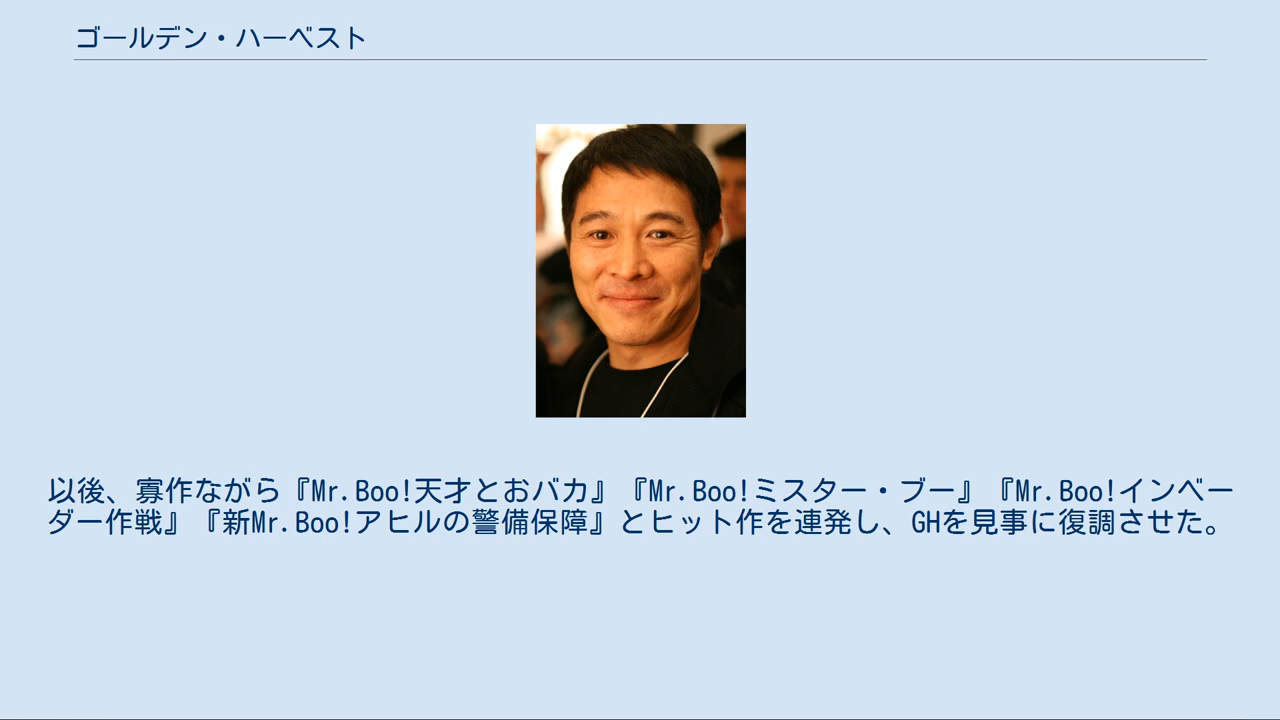 ゴールデン・ハーベスト
以後、寡作ながら『Mr.Boo!天才とおバカ』『Mr.Boo!ミスター・ブー』『Mr.Boo!インベー
ダー作戦』『新Mr.Boo!アヒルの警備保障』とヒット作を連発し、GHを見事に復調させた。